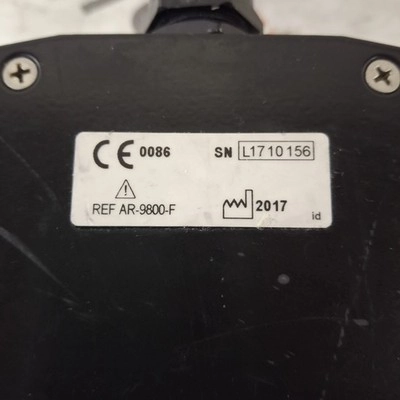 CE 0086 SN L1710156
REF AR-9800-F
2017
id